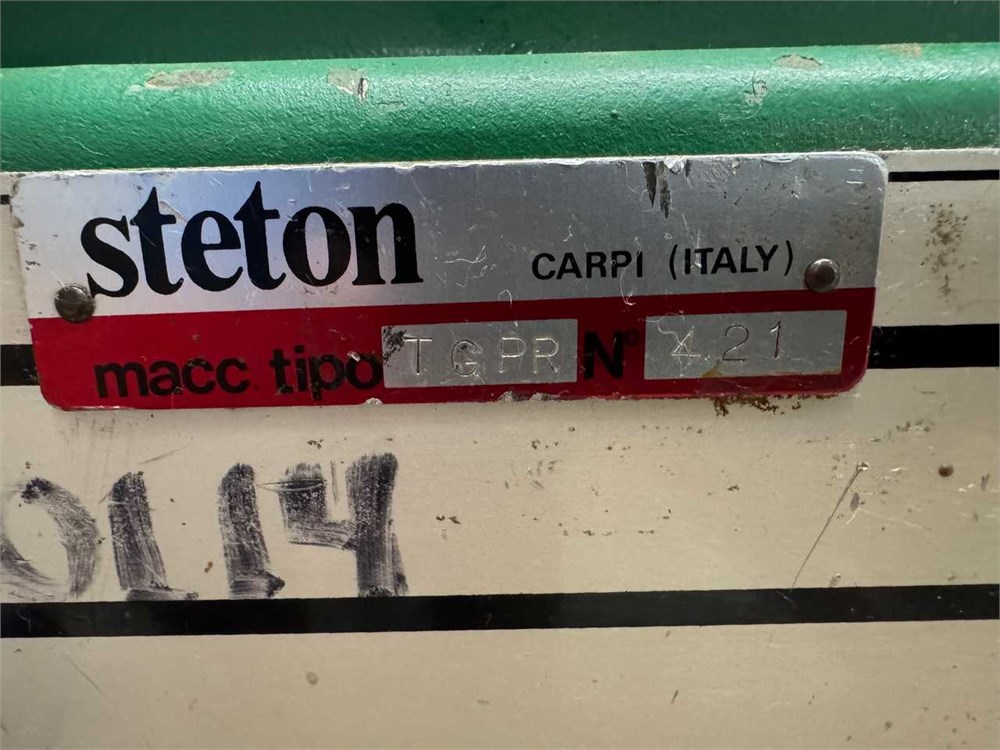 steton CARPI (ITALY)
macc tipo TGPR N° 421
0114